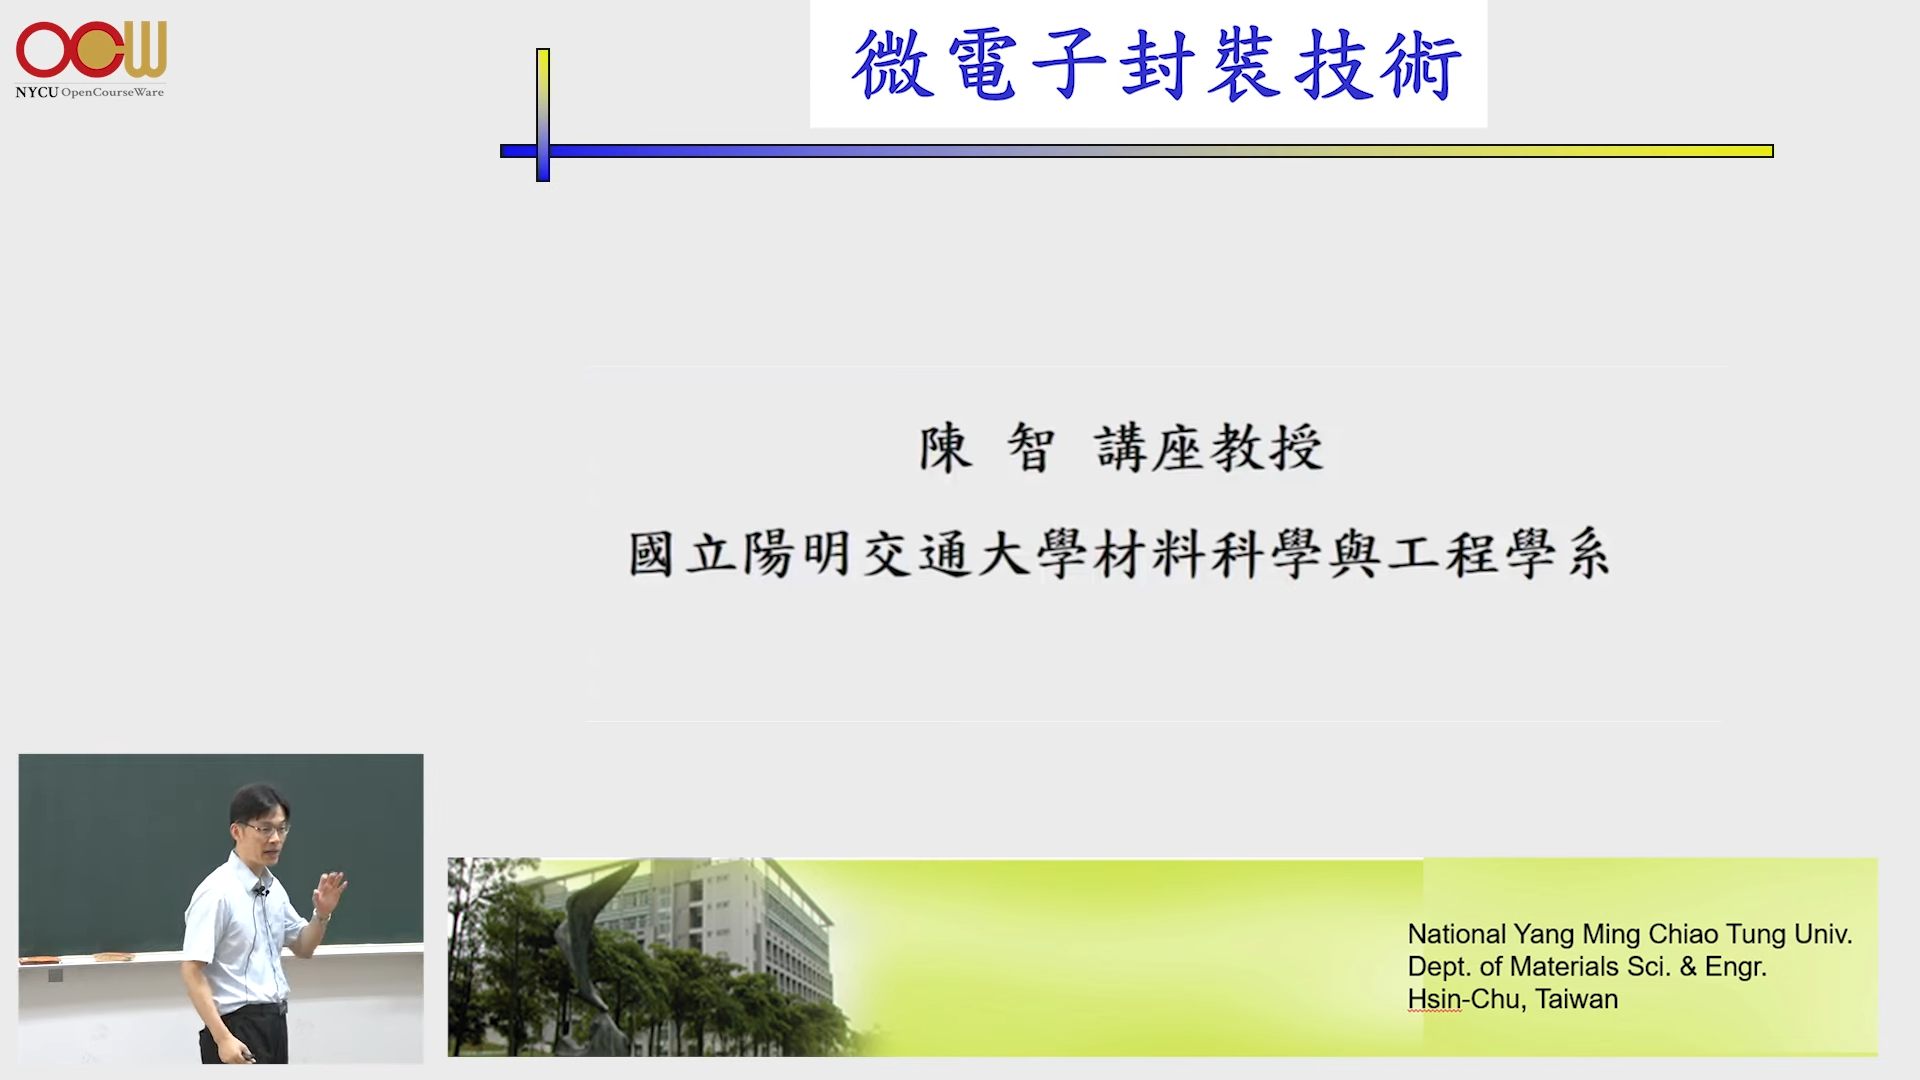 OCW
NYCU OpenCourseWare
微電子封裝技術
陳 智 講座教授
國立陽明交通大學材料科學與工程學系
National Yang Ming Chiao Tung Univ.
Dept. of Materials Sci. & Engr.
Hsin-Chu, Taiwan